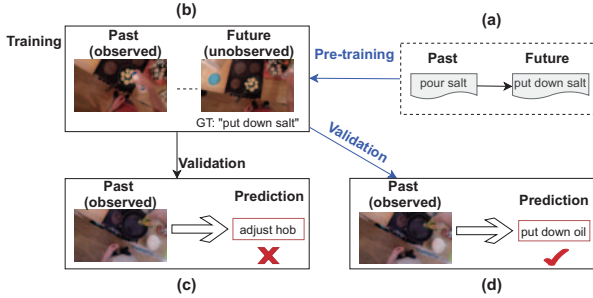 (b)
(a)
Training
Past
(observed)
Future
(unobserved)
GT: "put down salt"
Pre-training
Past
Future
pour salt
put down salt
Validation
Validation
Past
(observed)
Prediction
adjust hob
Past
(observed)
Prediction
put down oil
(c)
(d)